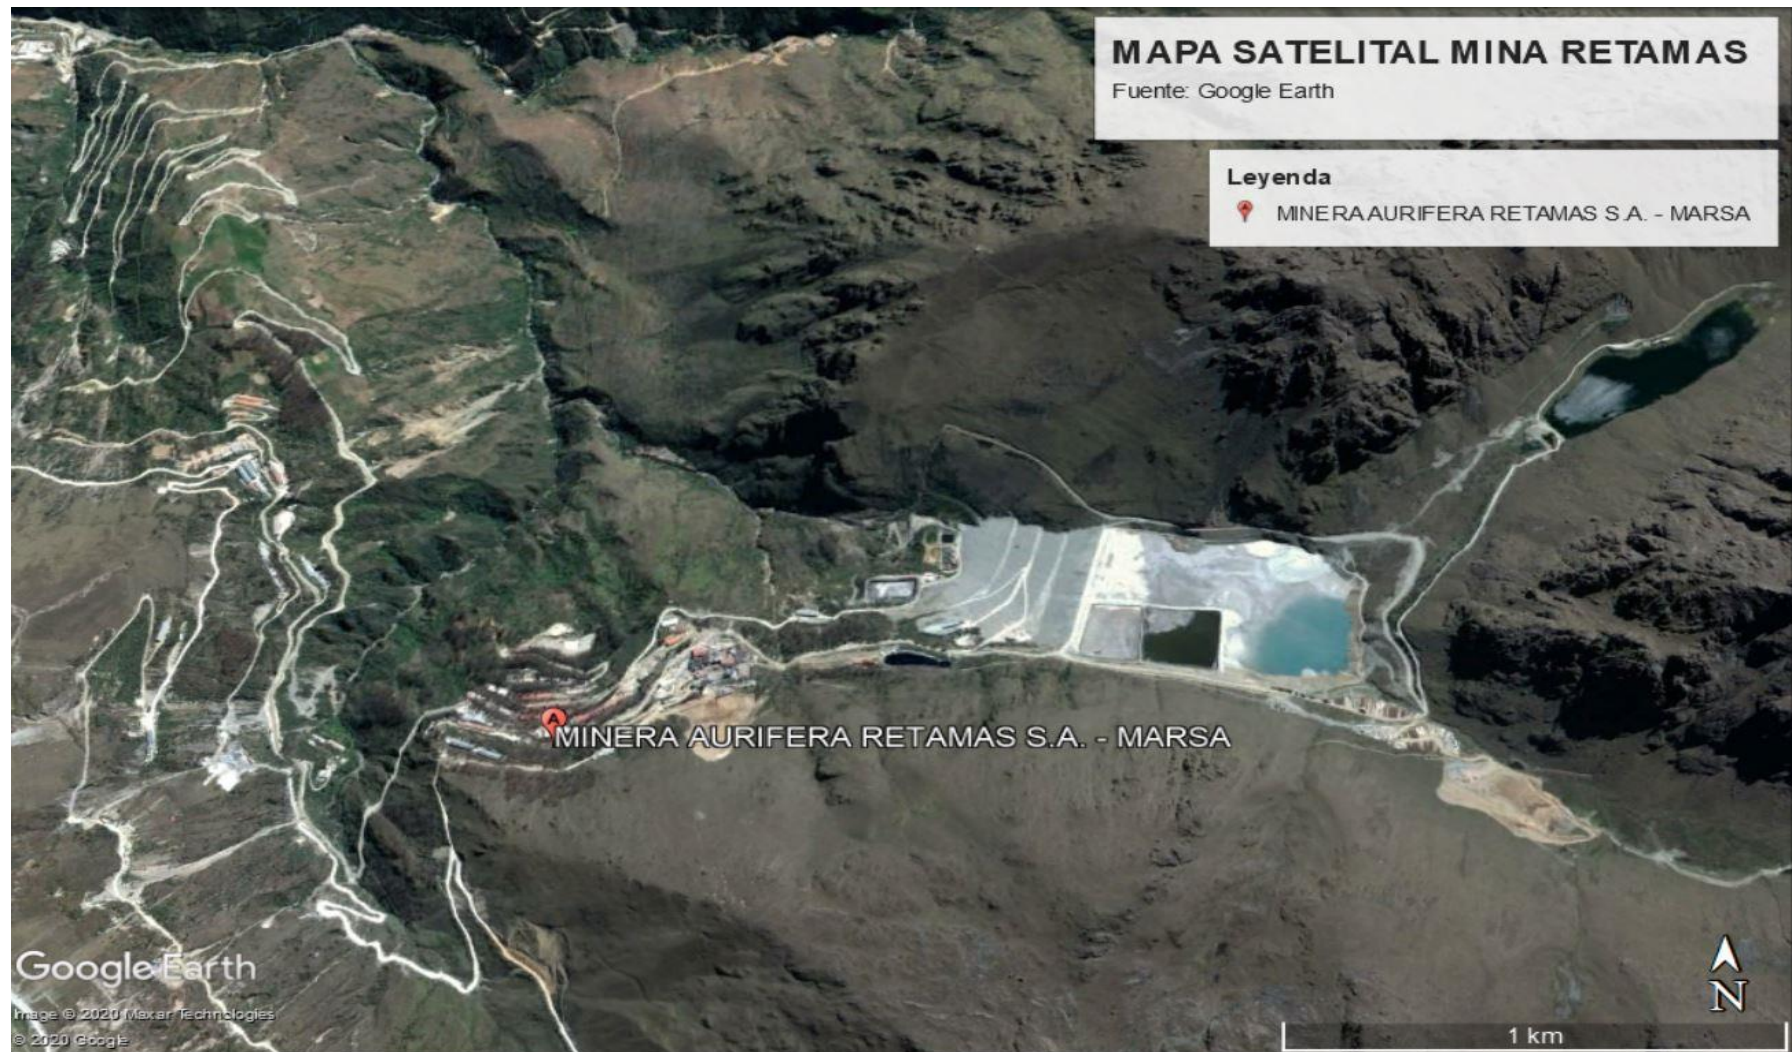 MAPA SATELITAL MINA RETAMAS
Fuente: Google Earth
Leyenda
A MINERA AURIFERA RETAMAS S.A. - MARSA
A
MINERA AURIFERA RETAMAS S.A. - MARSA
Google Earth
Image © 2020 Maxar Technologies
© 2020 Google
N
1 km